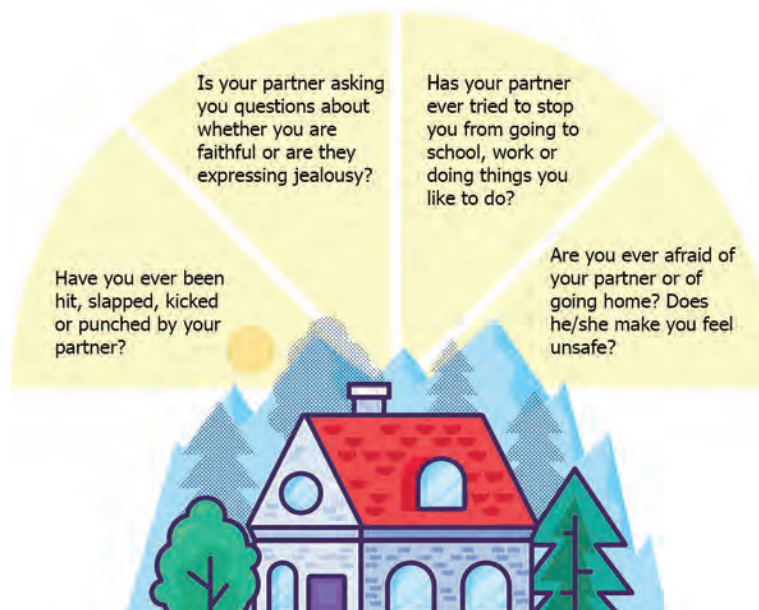 Have you ever been
hit, slapped, kicked
or punched by your
partner?
Is your partner asking
you questions about
whether you are
faithful or are they
expressing jealousy?
Has your partner
ever tried to stop
you from going to
school, work or
doing things you
like to do?
Are you ever afraid of
your partner or of
going home? Does
he/she make you feel
unsafe?